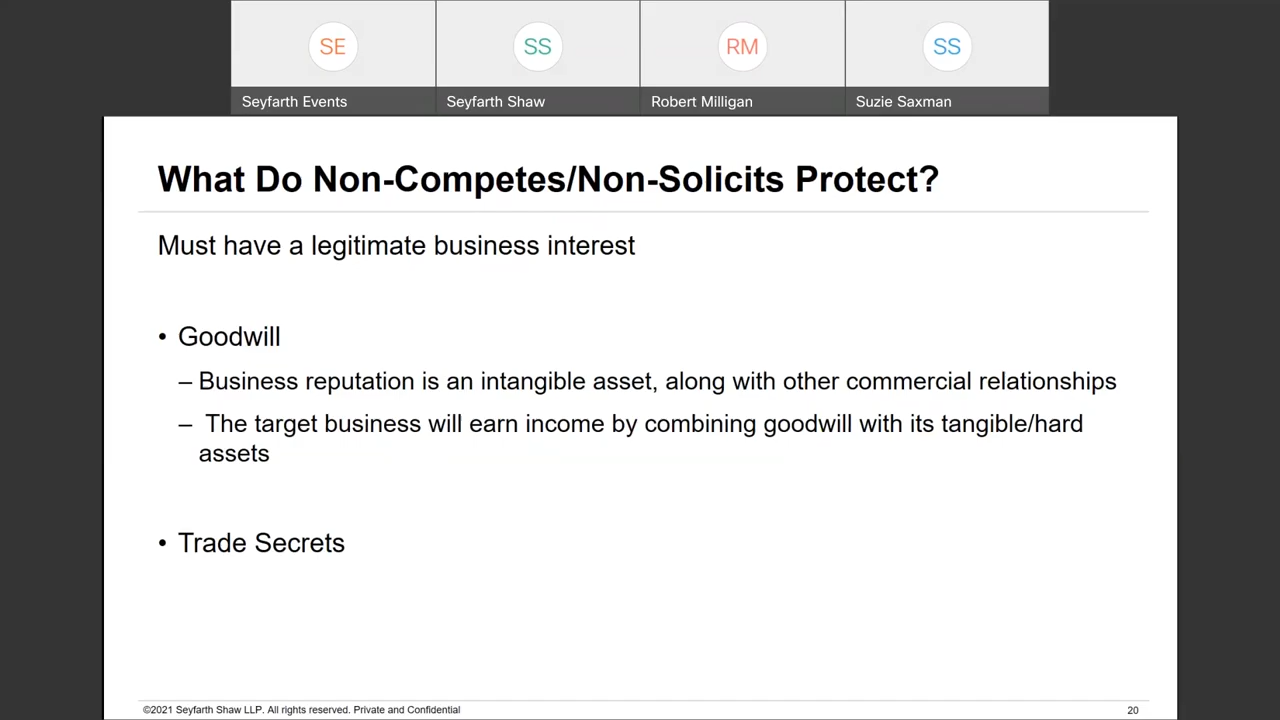 SE
SS
RM
SS
Seyfarth Events
Seyfarth Shaw
Robert Milligan
Suzie Saxman
What Do Non-Competes/Non-Solicits Protect?
Must have a legitimate business interest
• Goodwill
– Business reputation is an intangible asset, along with other commercial relationships
– The target business will earn income by combining goodwill with its tangible/hard
assets
• Trade Secrets
©2021 Seyfarth Shaw LLP. All rights reserved. Private and Confidential
20